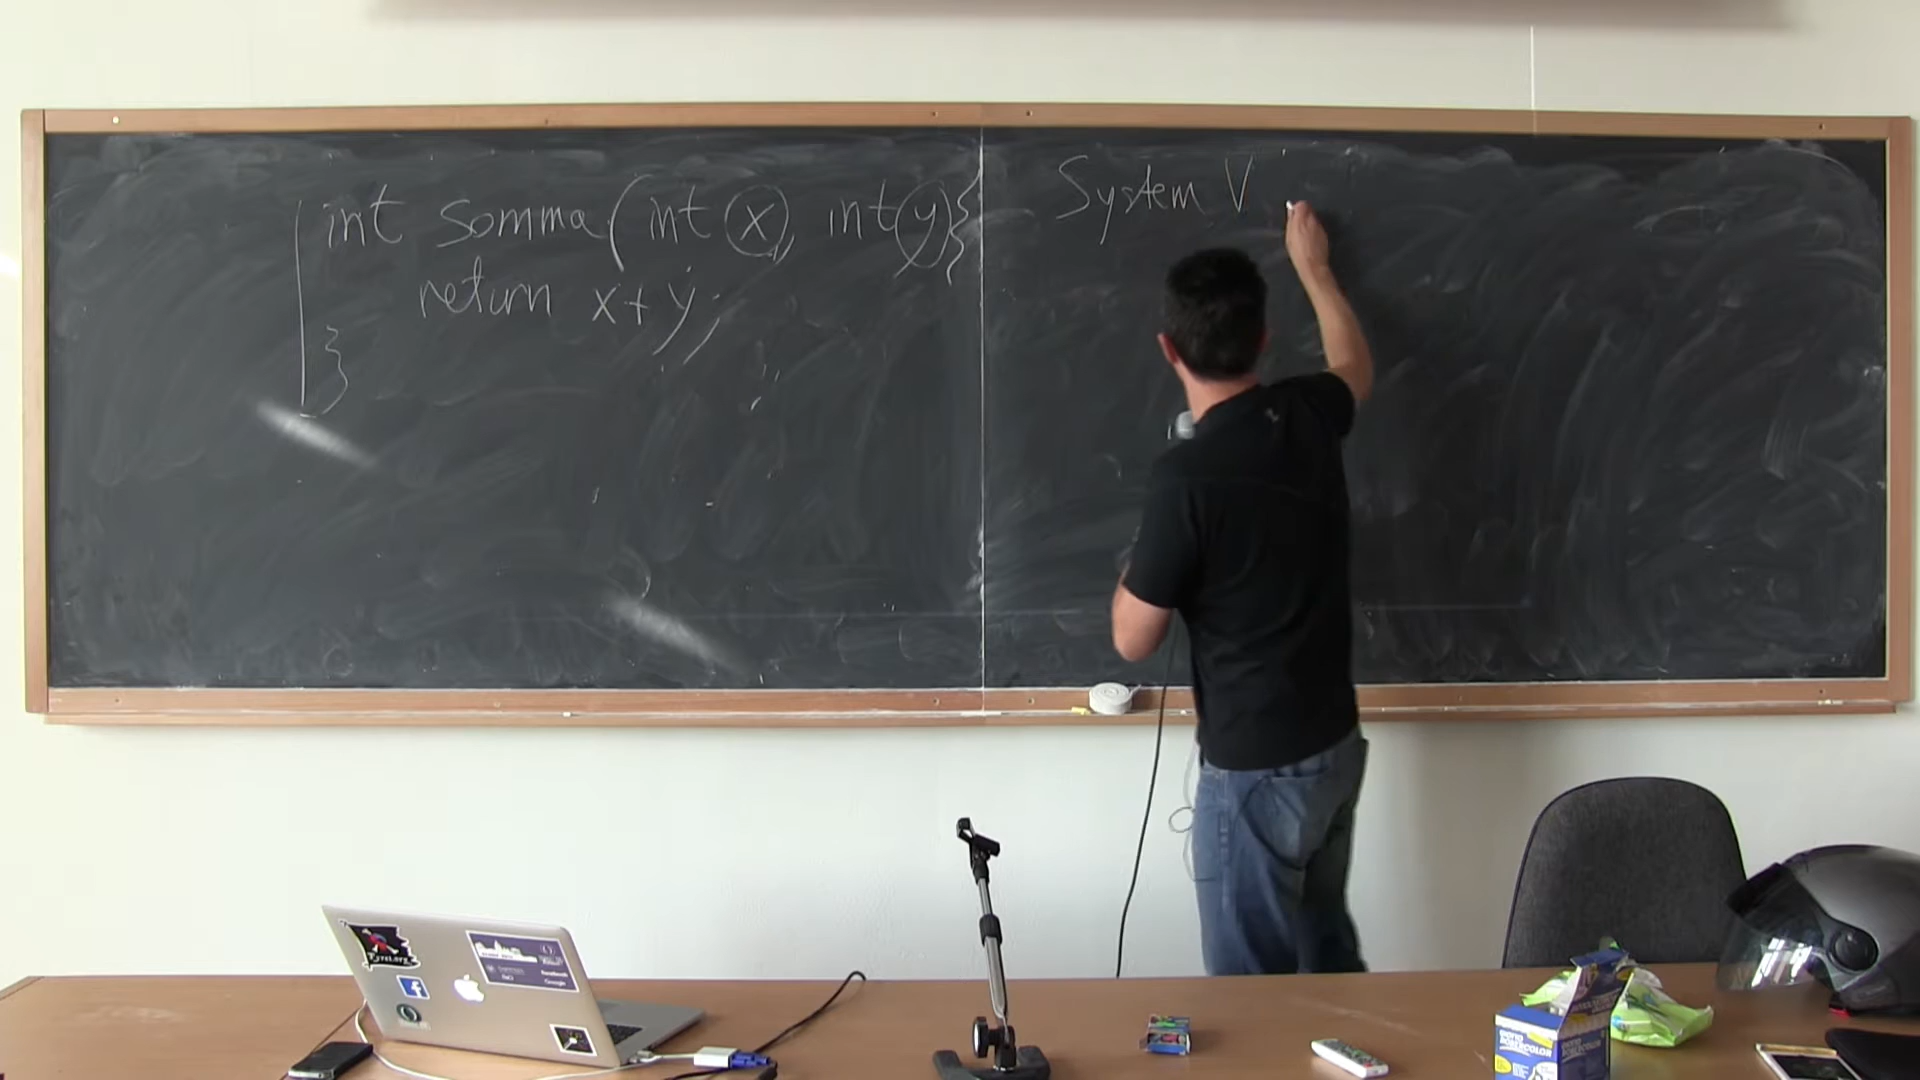 int somma(int x, int y){
return x+y;
}
System V